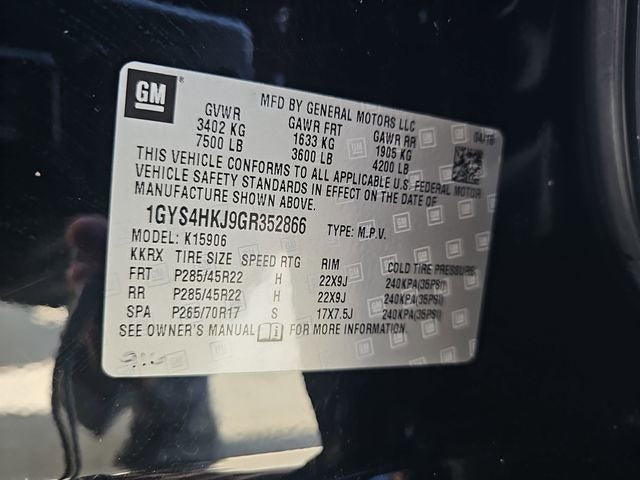 GM
MFD BY GENERAL MOTORS LLC
04/16
GVWR GAWR FRT GAWR RR
3402 KG 1633 KG 1905 KG
7500 LB 3600 LB 4200 LB
THIS VEHICLE CONFORMS TO ALL APPLICABLE U.S. FEDERAL MOTOR
VEHICLE SAFETY STANDARDS IN EFFECT ON THE DATE OF
MANUFACTURE SHOWN ABOVE.
1GYS4HKJ9GR352866 TYPE: M.P.V.
MODEL: K15906
KKRX TIRE SIZE SPEED RTG RIM COLD TIRE PRESSURE
FRT P285/45R22 H 22X9J 240KPA(35PSI)
RR P285/45R22 H 22X9J 240KPA(35PSI)
SPA P265/70R17 S 17X7.5J 240KPA(35PSI)
SEE OWNER'S MANUAL FOR MORE INFORMATION.